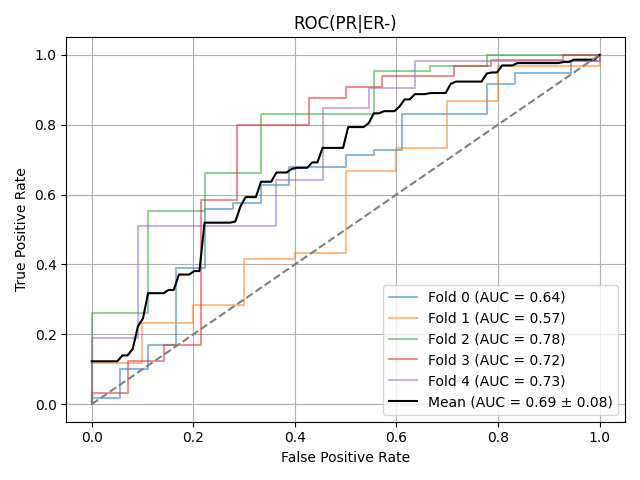 ROC(PR|ER-)
True Positive Rate
1.0
0.8
0.6
0.4
0.2
0.0
Fold 0 (AUC = 0.64)
Fold 1 (AUC = 0.57)
Fold 2 (AUC = 0.78)
Fold 3 (AUC = 0.72)
Fold 4 (AUC = 0.73)
Mean (AUC = 0.69 ± 0.08)
0.0 0.2 0.4 0.6 0.8 1.0
False Positive Rate